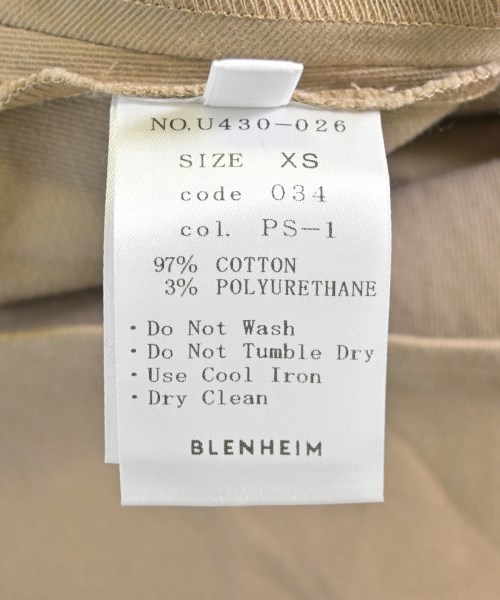 NO.U430-026
SIZE XS
code 034
col. PS-1
97% COTTON
3% POLYURETHANE
・Do Not Wash
・Do Not Tumble Dry
・Use Cool Iron
・Dry Clean
BLENHEIM